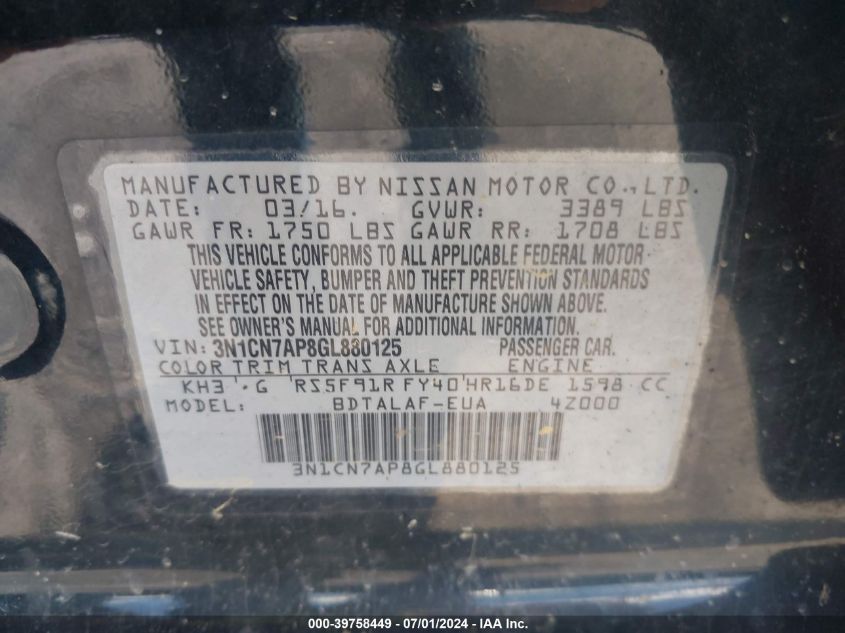 MANUFACTURED BY NISSAN MOTOR CO., LTD.
DATE: 03/16. GVWR: 3389 LBS
GAWR FR: 1750 LBS GAWR RR: 1708 LBS
THIS VEHICLE CONFORMS TO ALL APPLICABLE FEDERAL MOTOR
VEHICLE SAFETY, BUMPER AND THEFT PREVENTION STANDARDS
IN EFFECT ON THE DATE OF MANUFACTURE SHOWN ABOVE.
SEE OWNER'S MANUAL FOR ADDITIONAL INFORMATION
VIN: 3N1CN7AP8GL880125 PASSENGER CAR.
COLOR TRIM TRANS AXLE ENGINE
KH3 G RS5F91R FY40 HR16DE 1598 CC
MODEL: BDTALAF-EUA 4Z000
3N1CN7AP8GL880125
000-39758449 - 07/01/2024 - IAA Inc.